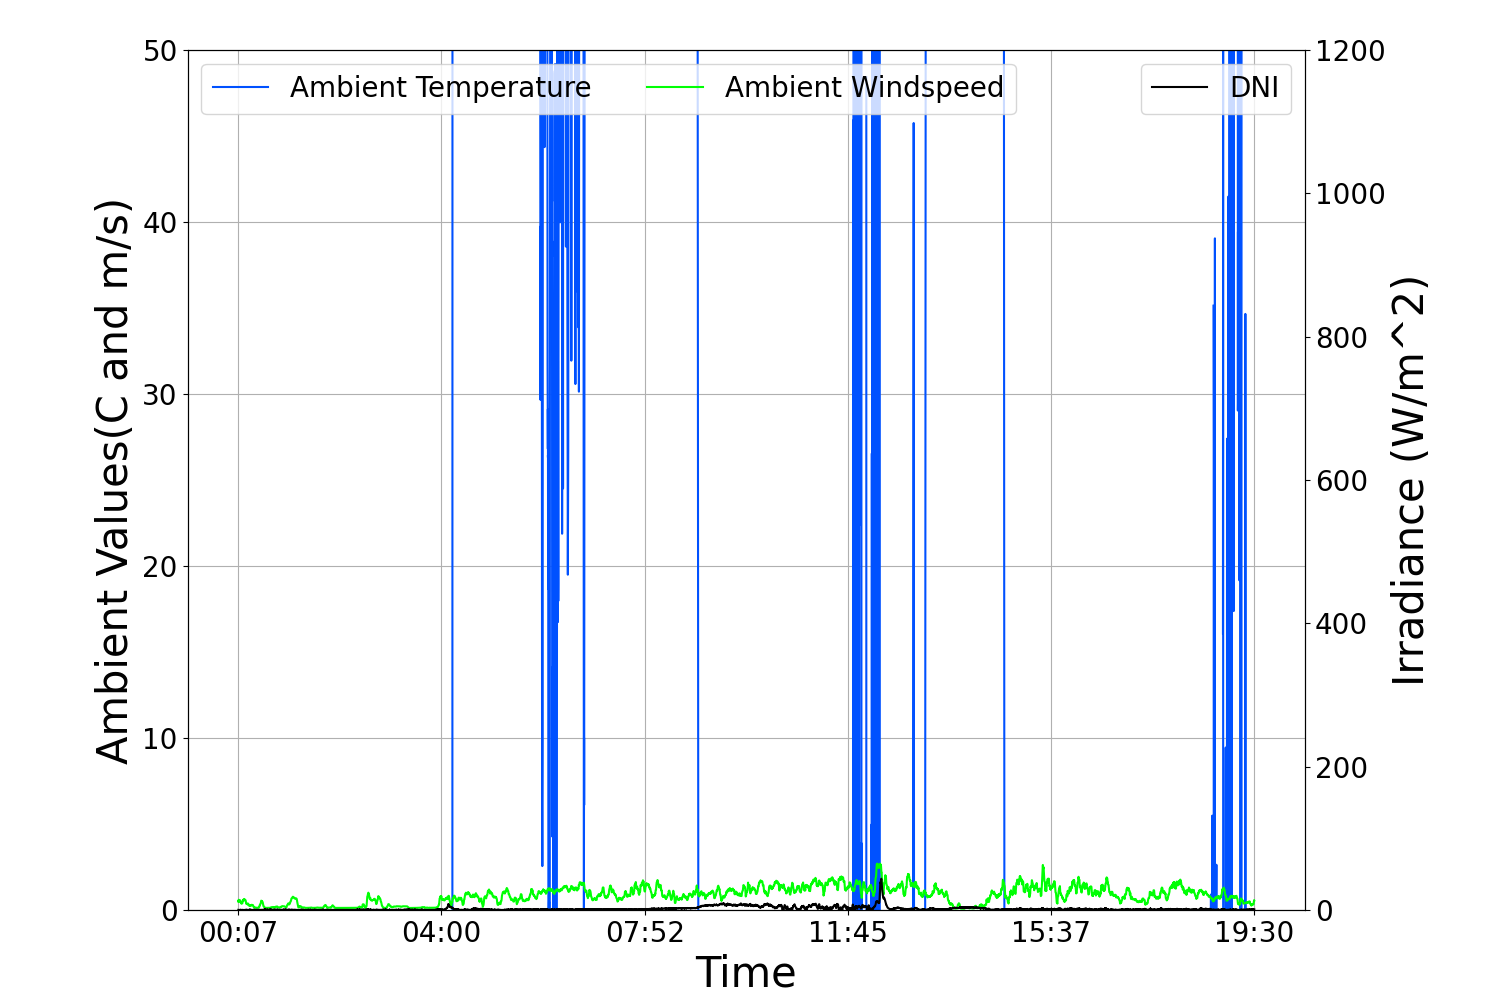 Ambient Temperature Ambient Windspeed DNI
50
40
30
20
10
0
1200
1000
800
600
400
200
0
Ambient Values(C and m/s)
Irradiance (W/m^2)
00:07 04:00 07:52 11:45 15:37 19:30
Time